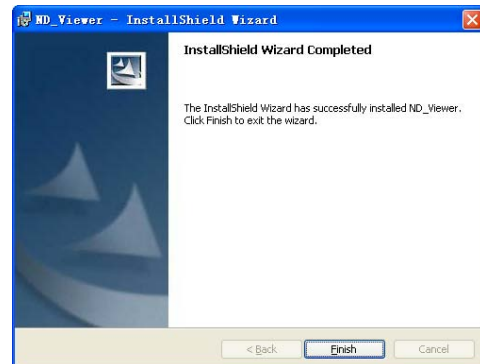 ND_Viewer - InstallShield Wizard
InstallShield Wizard Completed
The InstallShield Wizard has successfully installed ND_Viewer.
Click Finish to exit the wizard.
< Back
Finish
Cancel